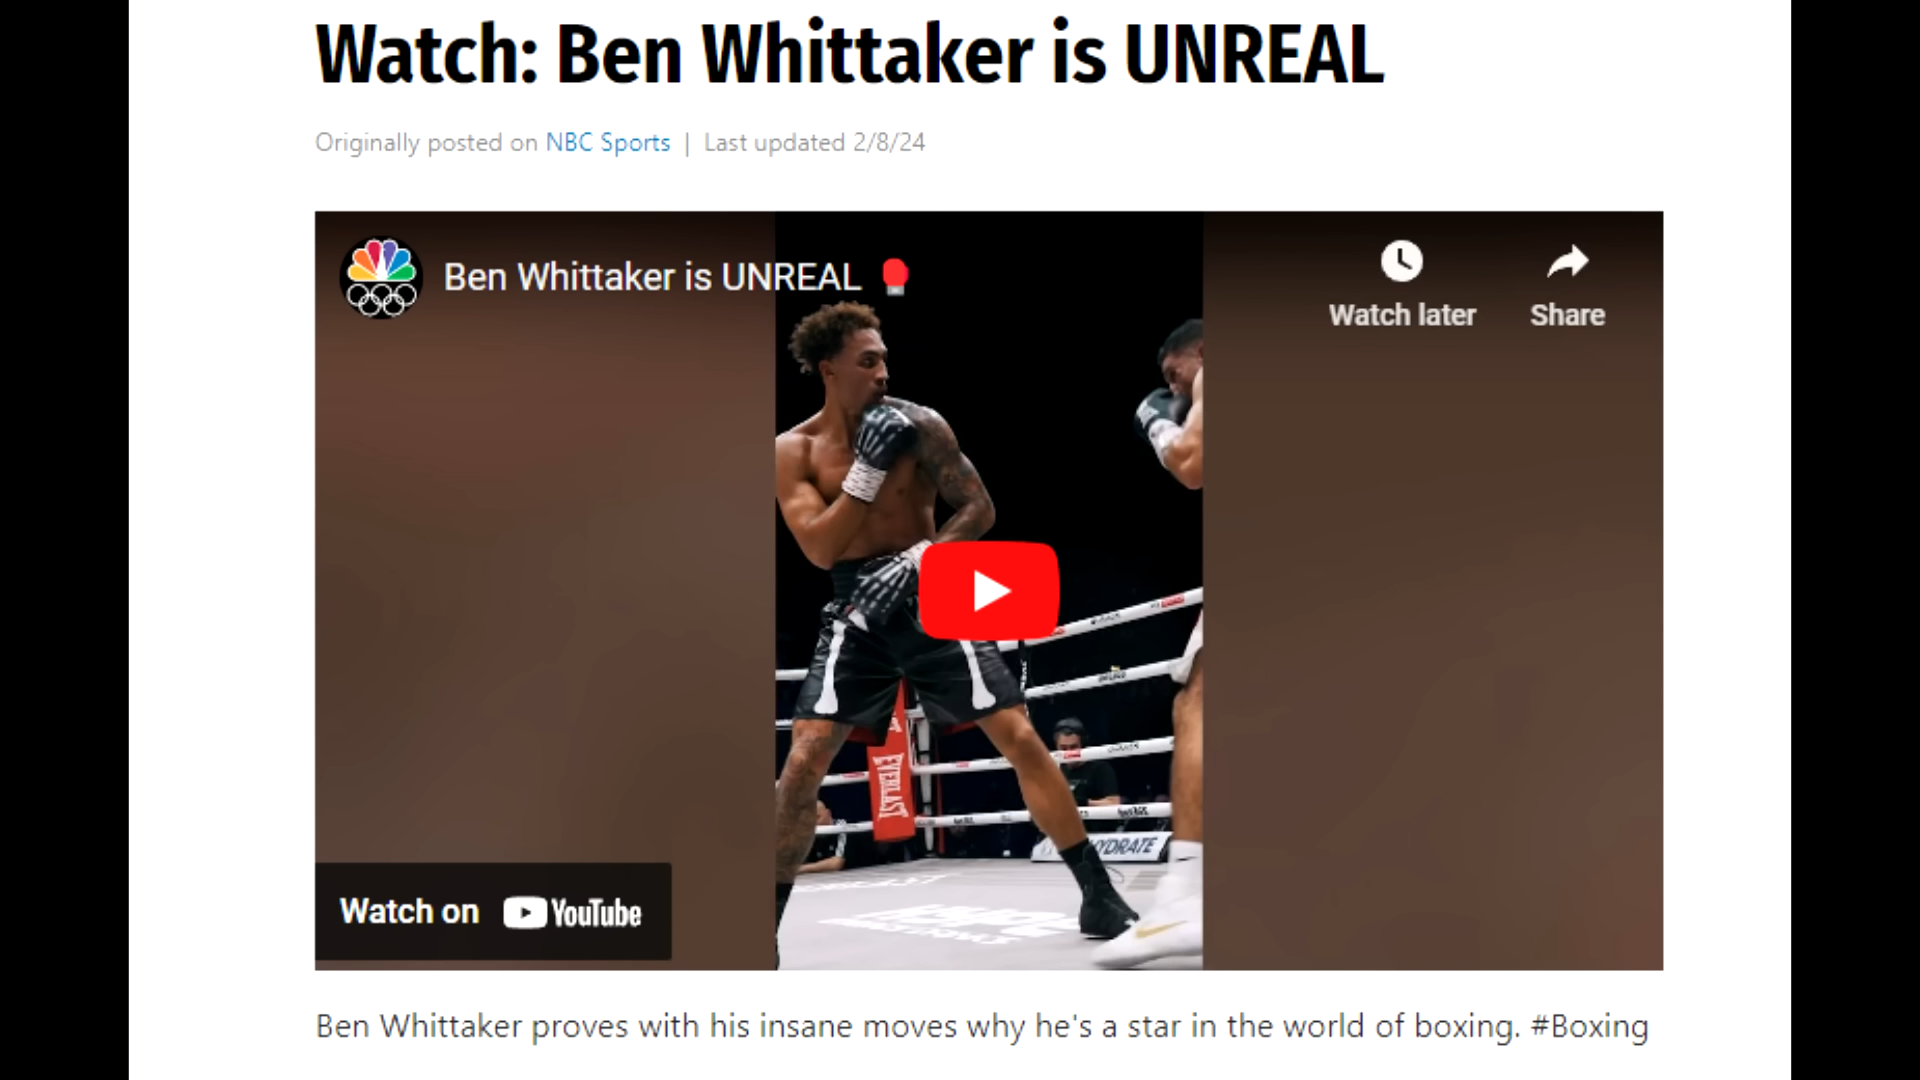 Watch: Ben Whittaker is UNREAL
Originally posted on NBC Sports | Last updated 2/8/24
Ben Whittaker is UNREAL
Watch later
Share
EVERLAST
YDRATE
Watch on YouTube
Ben Whittaker proves with his insane moves why he's a star in the world of boxing. #Boxing